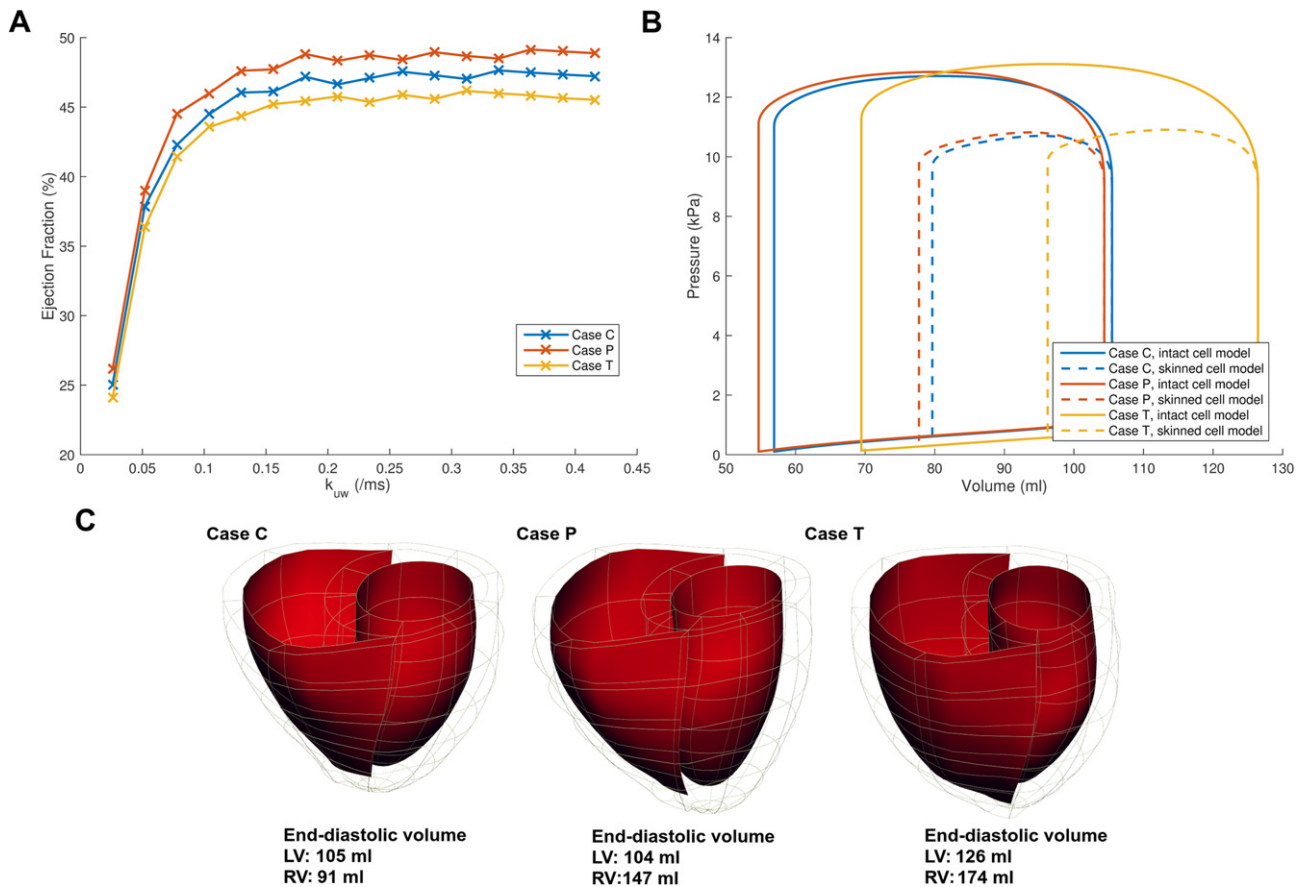 A
50
45
40
35
30
25
20
0
0.05
0.1
0.15
0.2
0.25
0.3
0.35
0.4
0.45
Ejection Fraction (%)
k_uw (/ms)
Case C
Case P
Case T
B
14
12
10
8
6
4
2
0
50
60
70
80
90
100
110
120
130
Pressure (kPa)
Volume (ml)
Case C, intact cell model
Case C, skinned cell model
Case P, intact cell model
Case P, skinned cell model
Case T, intact cell model
Case T, skinned cell model
C
Case C
Case P
Case T
End-diastolic volume
LV: 105 ml
RV: 91 ml
End-diastolic volume
LV: 104 ml
RV:147 ml
End-diastolic volume
LV: 126 ml
RV: 174 ml